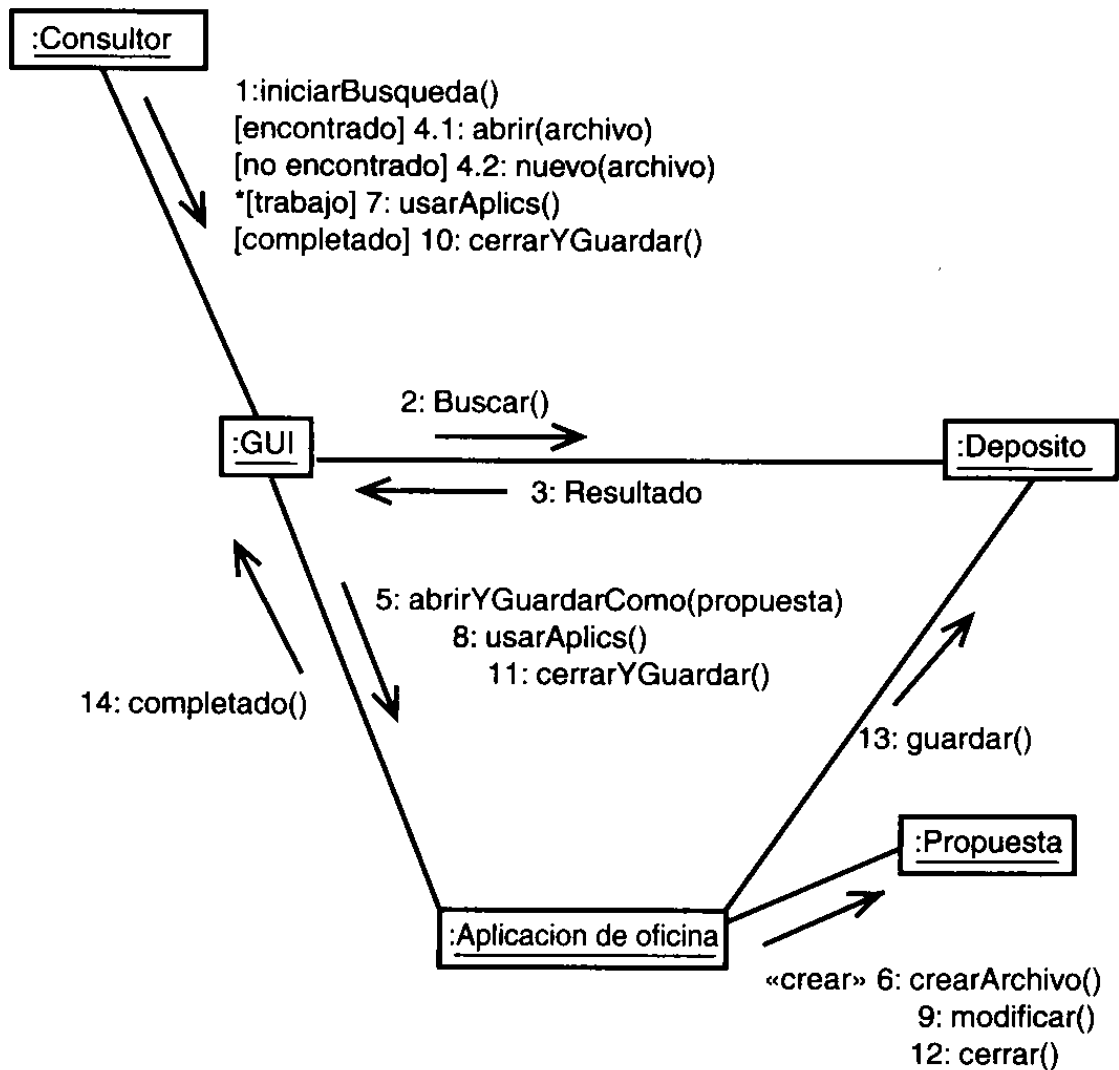 :Consultor
1:iniciarBusqueda()
[encontrado] 4.1: abrir(archivo)
[no encontrado] 4.2: nuevo(archivo)
*[trabajo] 7: usarAplics()
[completado] 10: cerrarYGuardar()
2: Buscar()
:GUI
:Deposito
3: Resultado
5: abrirYGuardarComo(propuesta)
8: usarAplics()
11: cerrarYGuardar()
14: completado()
13: guardar()
:Propuesta
:Aplicacion de oficina
«crear» 6: crearArchivo()
9: modificar()
12: cerrar()